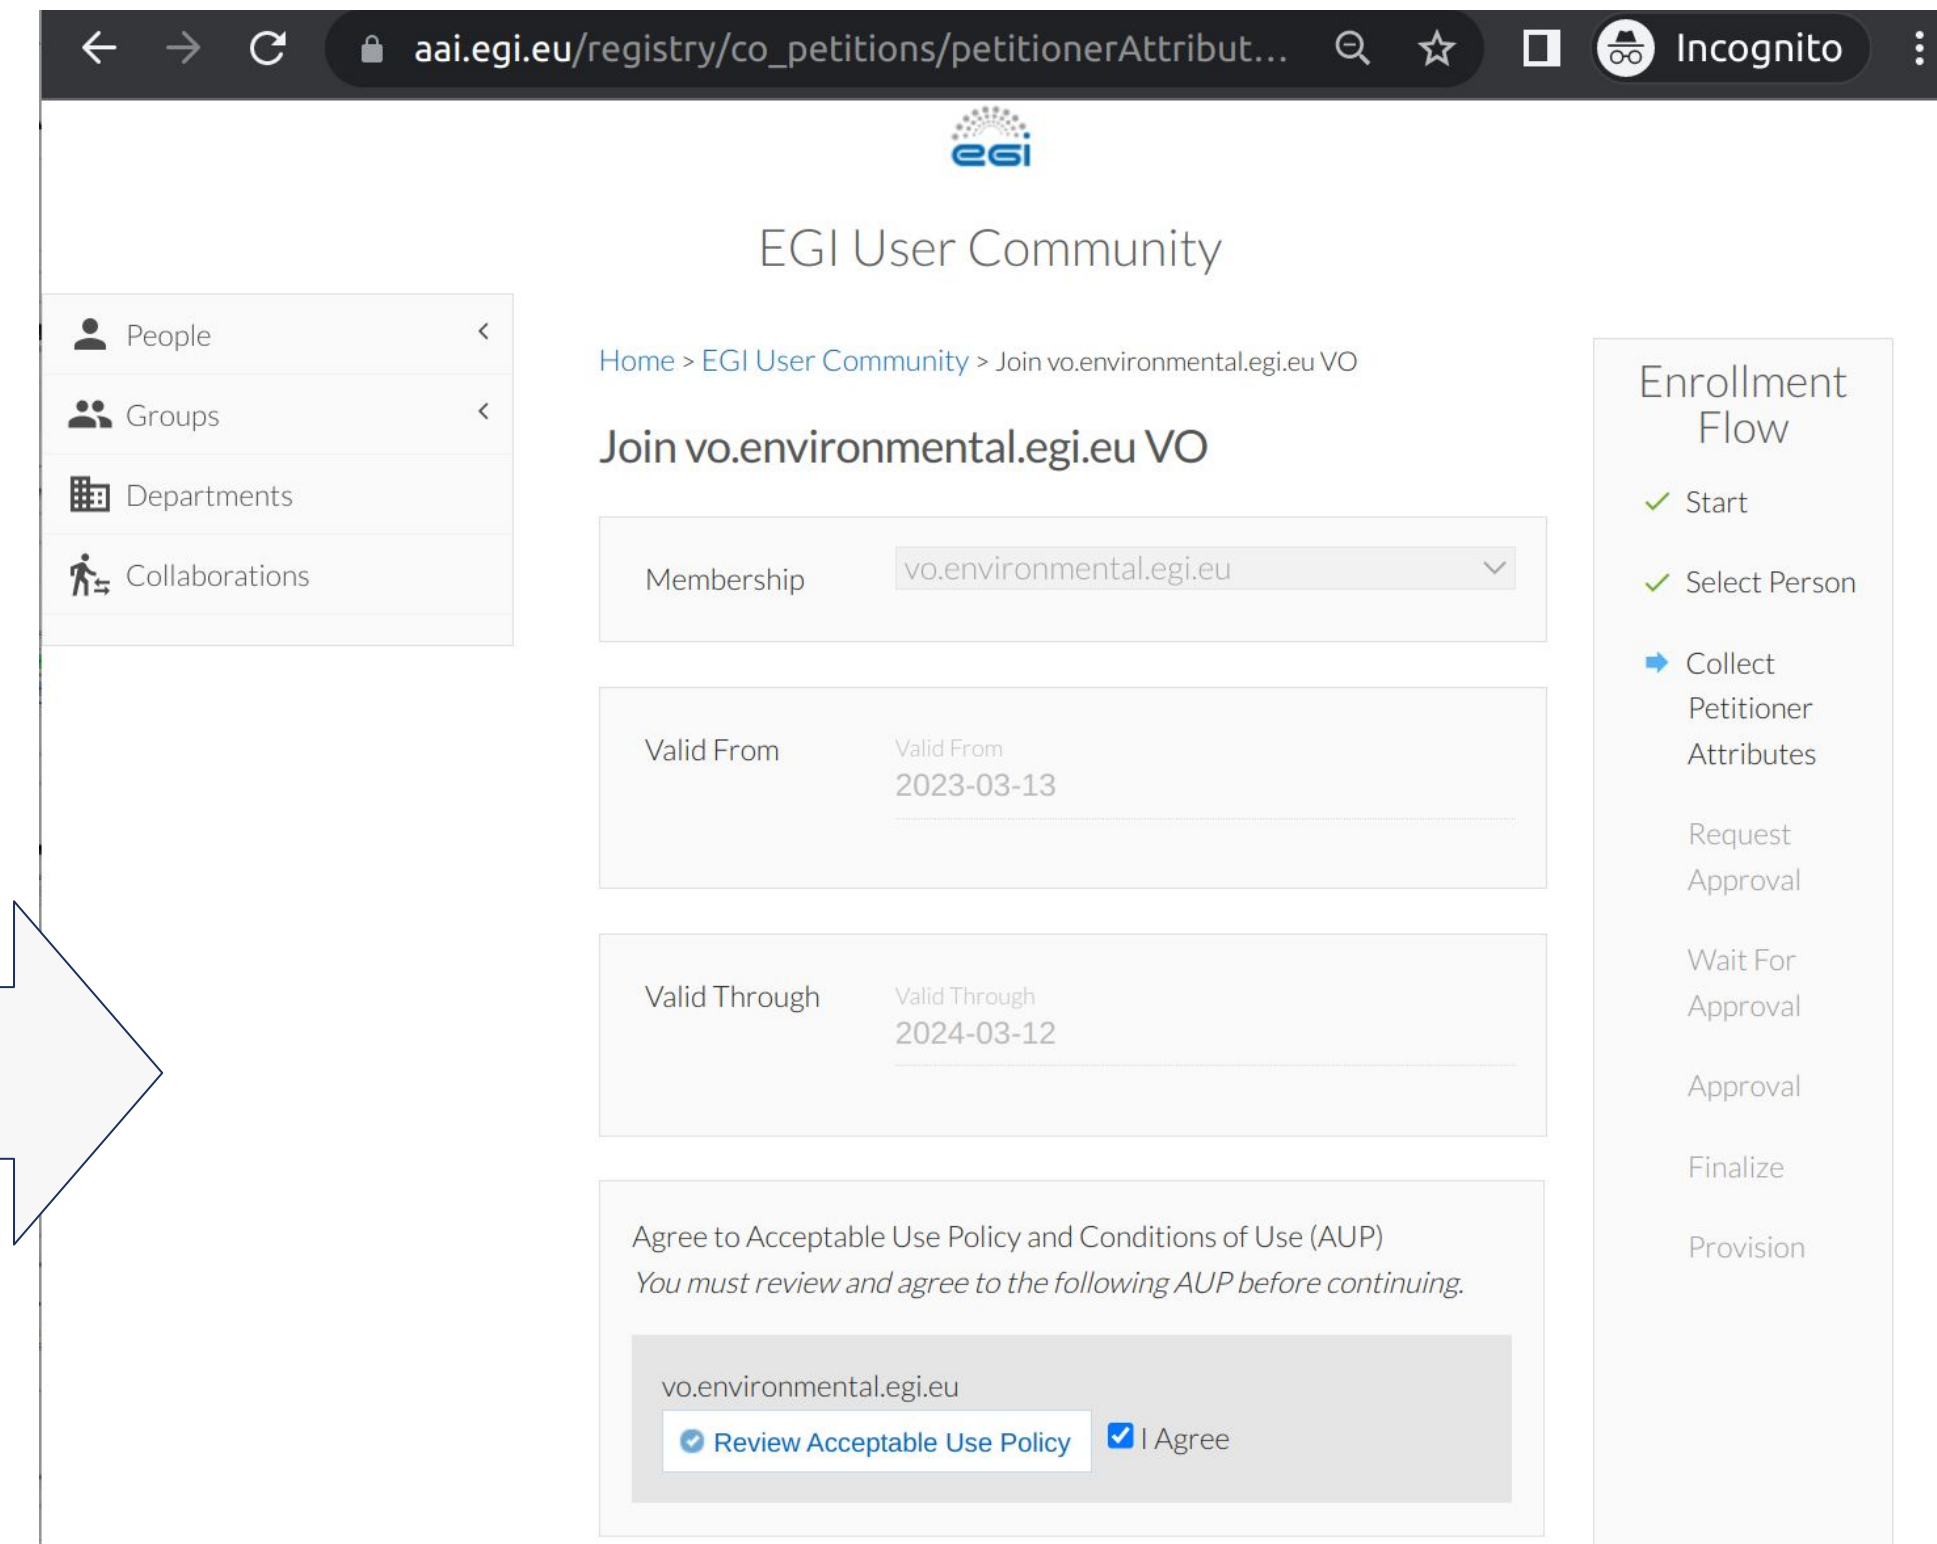 aai.egi.eu/registry/co_petitions/petitionerAttribut...
Incognito
egi
EGI User Community
People
Groups
Departments
Collaborations
Home > EGI User Community > Join vo.environmental.egi.eu VO
Join vo.environmental.egi.eu VO
Membership
vo.environmental.egi.eu
Valid From
Valid From
2023-03-13
Valid Through
Valid Through
2024-03-12
Agree to Acceptable Use Policy and Conditions of Use (AUP)
You must review and agree to the following AUP before continuing.
vo.environmental.egi.eu
Review Acceptable Use Policy
I Agree
Enrollment
Flow
Start
Select Person
Collect
Petitioner
Attributes
Request
Approval
Wait For
Approval
Approval
Finalize
Provision